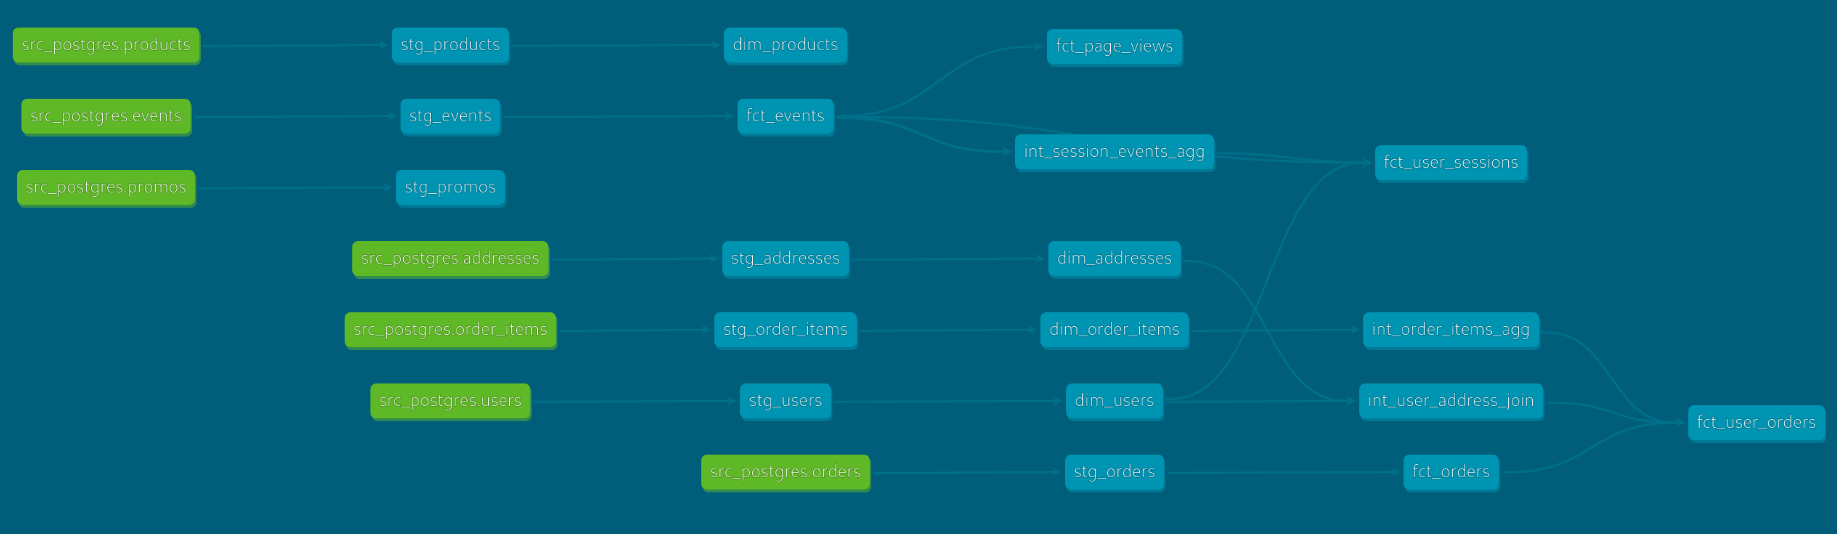 src_postgres.products
stg_products
dim_products
fct_page_views
src_postgres.events
stg_events
fct_events
int_session_events_agg
fct_user_sessions
src_postgres.promos
stg_promos
src_postgres.addresses
stg_addresses
dim_addresses
src_postgres.order_items
stg_order_items
dim_order_items
int_order_items_agg
src_postgres.users
stg_users
dim_users
int_user_address_join
fct_user_orders
src_postgres.orders
stg_orders
fct_orders